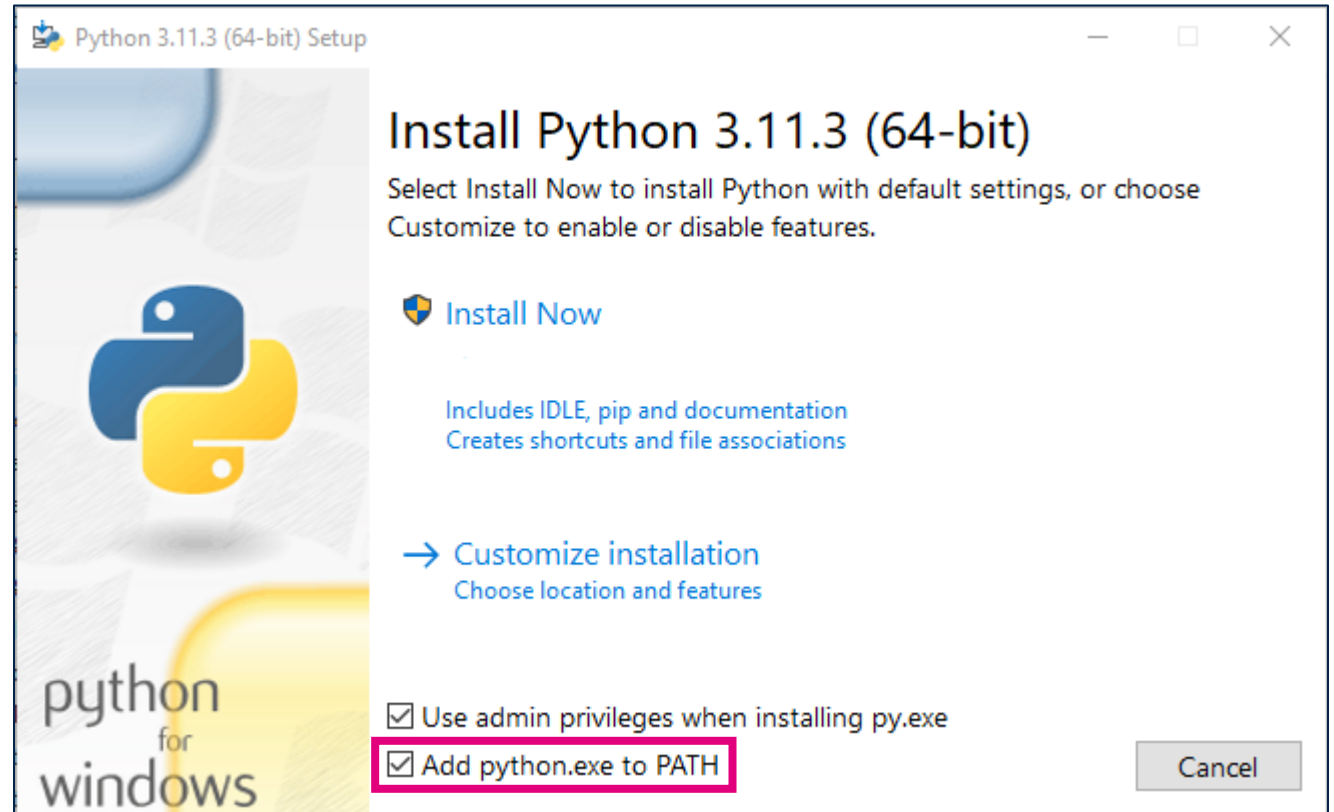 Python 3.11.3 (64-bit) Setup
Install Python 3.11.3 (64-bit)
Select Install Now to install Python with default settings, or choose
Customize to enable or disable features.
Install Now
Includes IDLE, pip and documentation
Creates shortcuts and file associations
Customize installation
Choose location and features
Use admin privileges when installing py.exe
Add python.exe to PATH
Cancel
python
for
windows